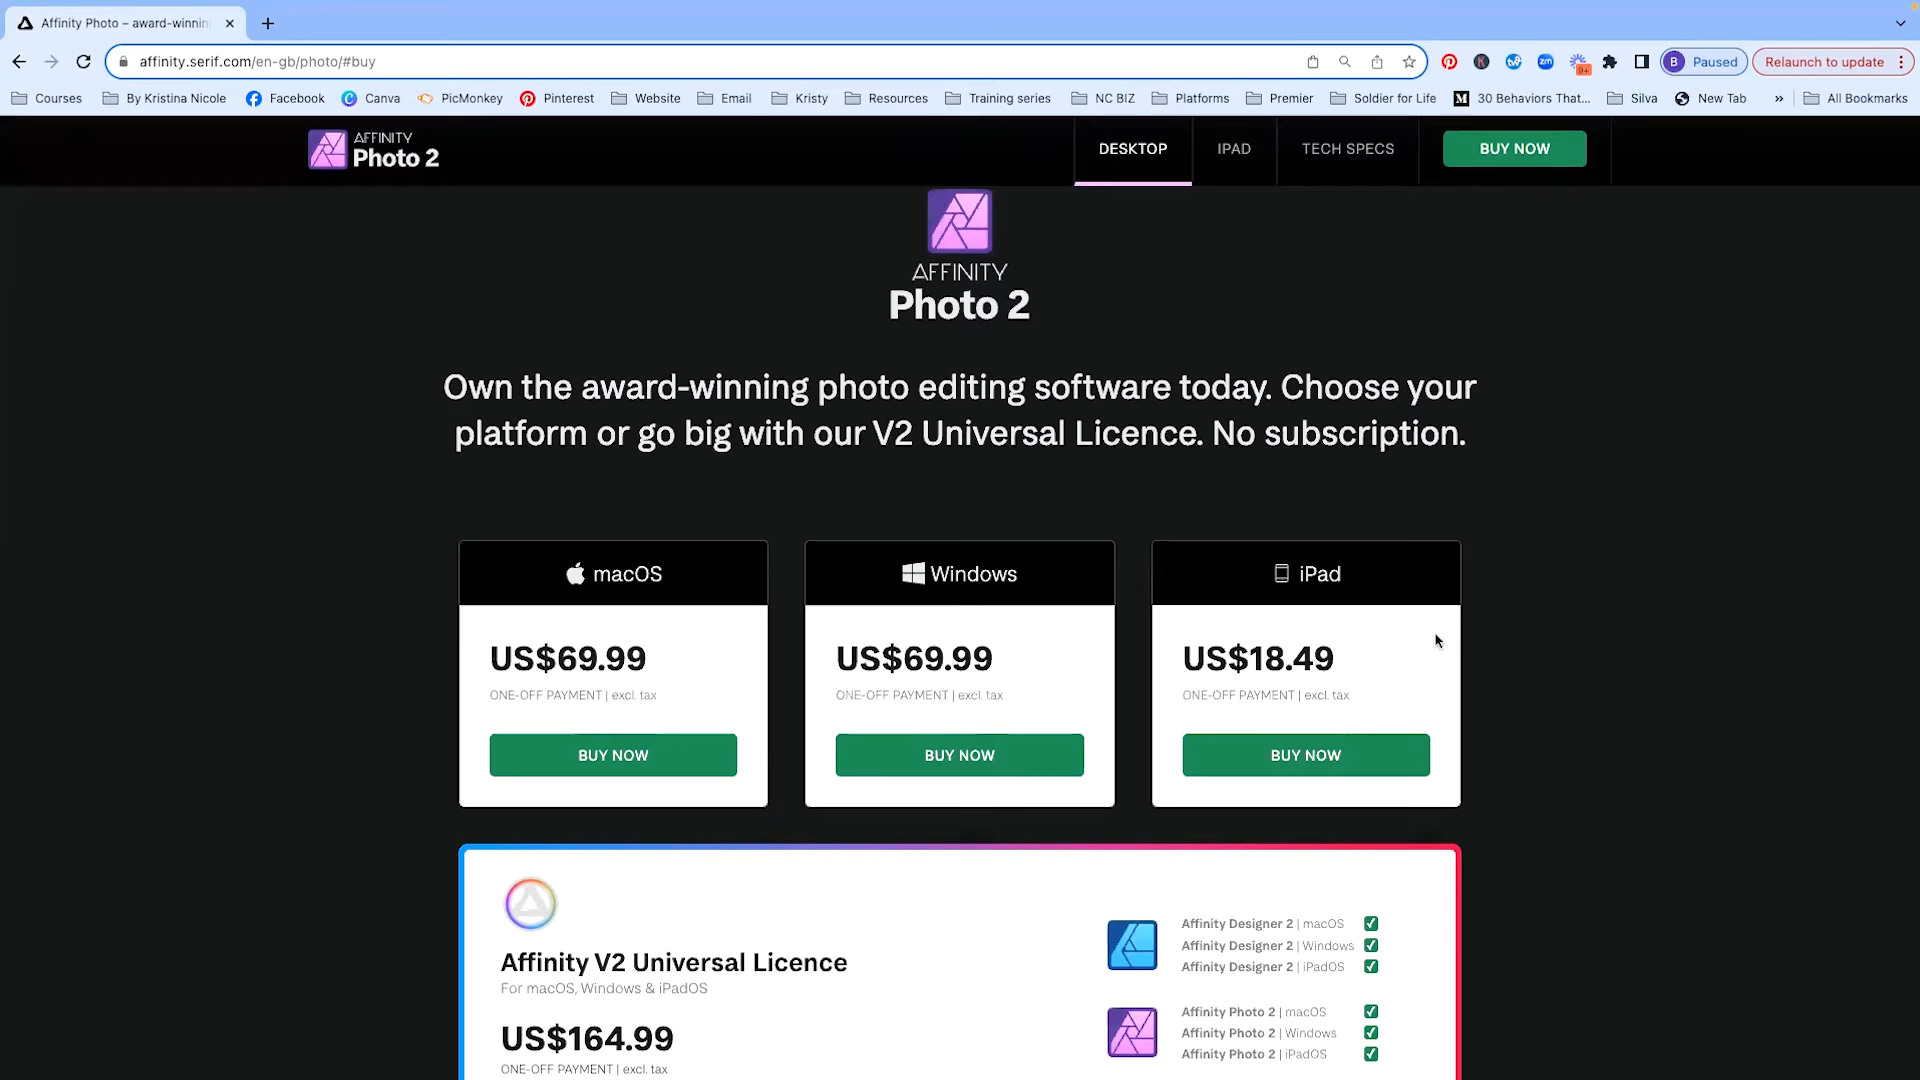 Affinity Photo – award-winnin
affinity.serif.com/en-gb/photo/#buy
B Paused
Relaunch to update
9+
Courses
By Kristina Nicole
Facebook
Canva
PicMonkey
Pinterest
Website
Email
Kristy
Resources
Training series
NC BIZ
Platforms
Premier
Soldier for Life
30 Behaviors That...
Silva
New Tab
»
All Bookmarks
AFFINITY
Photo 2
DESKTOP
IPAD
TECH SPECS
BUY NOW
AFFINITY
Photo 2
Own the award-winning photo editing software today. Choose your
platform or go big with our V2 Universal Licence. No subscription.
macOS
US$69.99
ONE-OFF PAYMENT | excl. tax
BUY NOW
Windows
US$69.99
ONE-OFF PAYMENT | excl. tax
BUY NOW
iPad
US$18.49
ONE-OFF PAYMENT | excl. tax
BUY NOW
Affinity V2 Universal Licence
For macOS, Windows & iPadOS
US$164.99
ONE-OFF PAYMENT | excl. tax
Affinity Designer 2 | macOS
Affinity Designer 2 | Windows
Affinity Designer 2 | iPadOS
Affinity Photo 2 | macOS
Affinity Photo 2 | Windows
Affinity Photo 2 | iPadOS